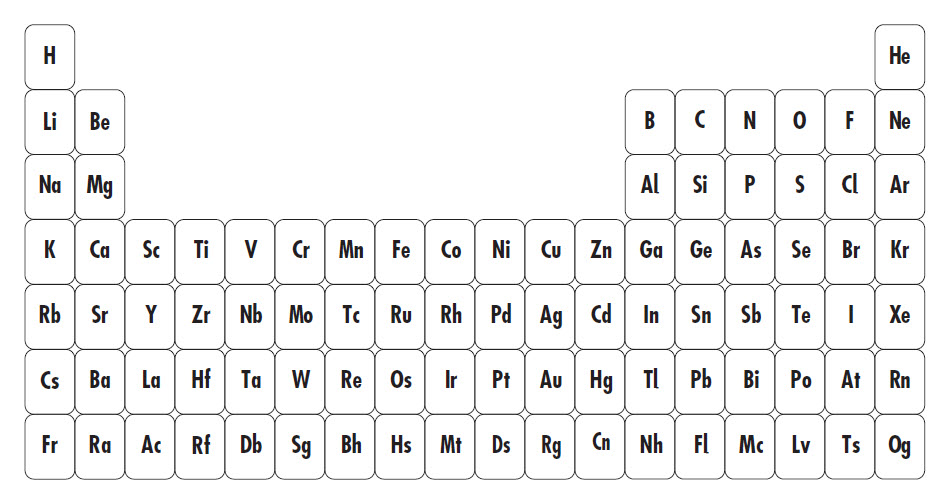 H He
Li Be B C N O F Ne
Na Mg Al Si P S Cl Ar
K Ca Sc Ti V Cr Mn Fe Co Ni Cu Zn Ga Ge As Se Br Kr
Rb Sr Y Zr Nb Mo Tc Ru Rh Pd Ag Cd In Sn Sb Te I Xe
Cs Ba La Hf Ta W Re Os Ir Pt Au Hg Tl Pb Bi Po At Rn
Fr Ra Ac Rf Db Sg Bh Hs Mt Ds Rg Cn Nh Fl Mc Lv Ts Og